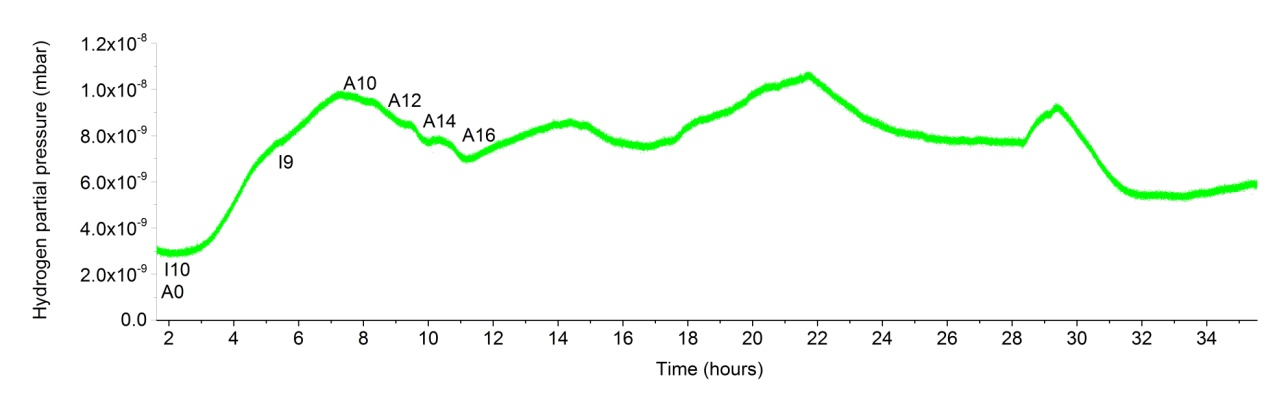 Hydrogen partial pressure (mbar)
1.2x10⁻⁸
1.0x10⁻⁸
8.0x10⁻⁹
6.0x10⁻⁹
4.0x10⁻⁹
2.0x10⁻⁹
0.0
A10
A12
A14
A16
I9
I10
A0
2 4 6 8 10 12 14 16 18 20 22 24 26 28 30 32 34
Time (hours)